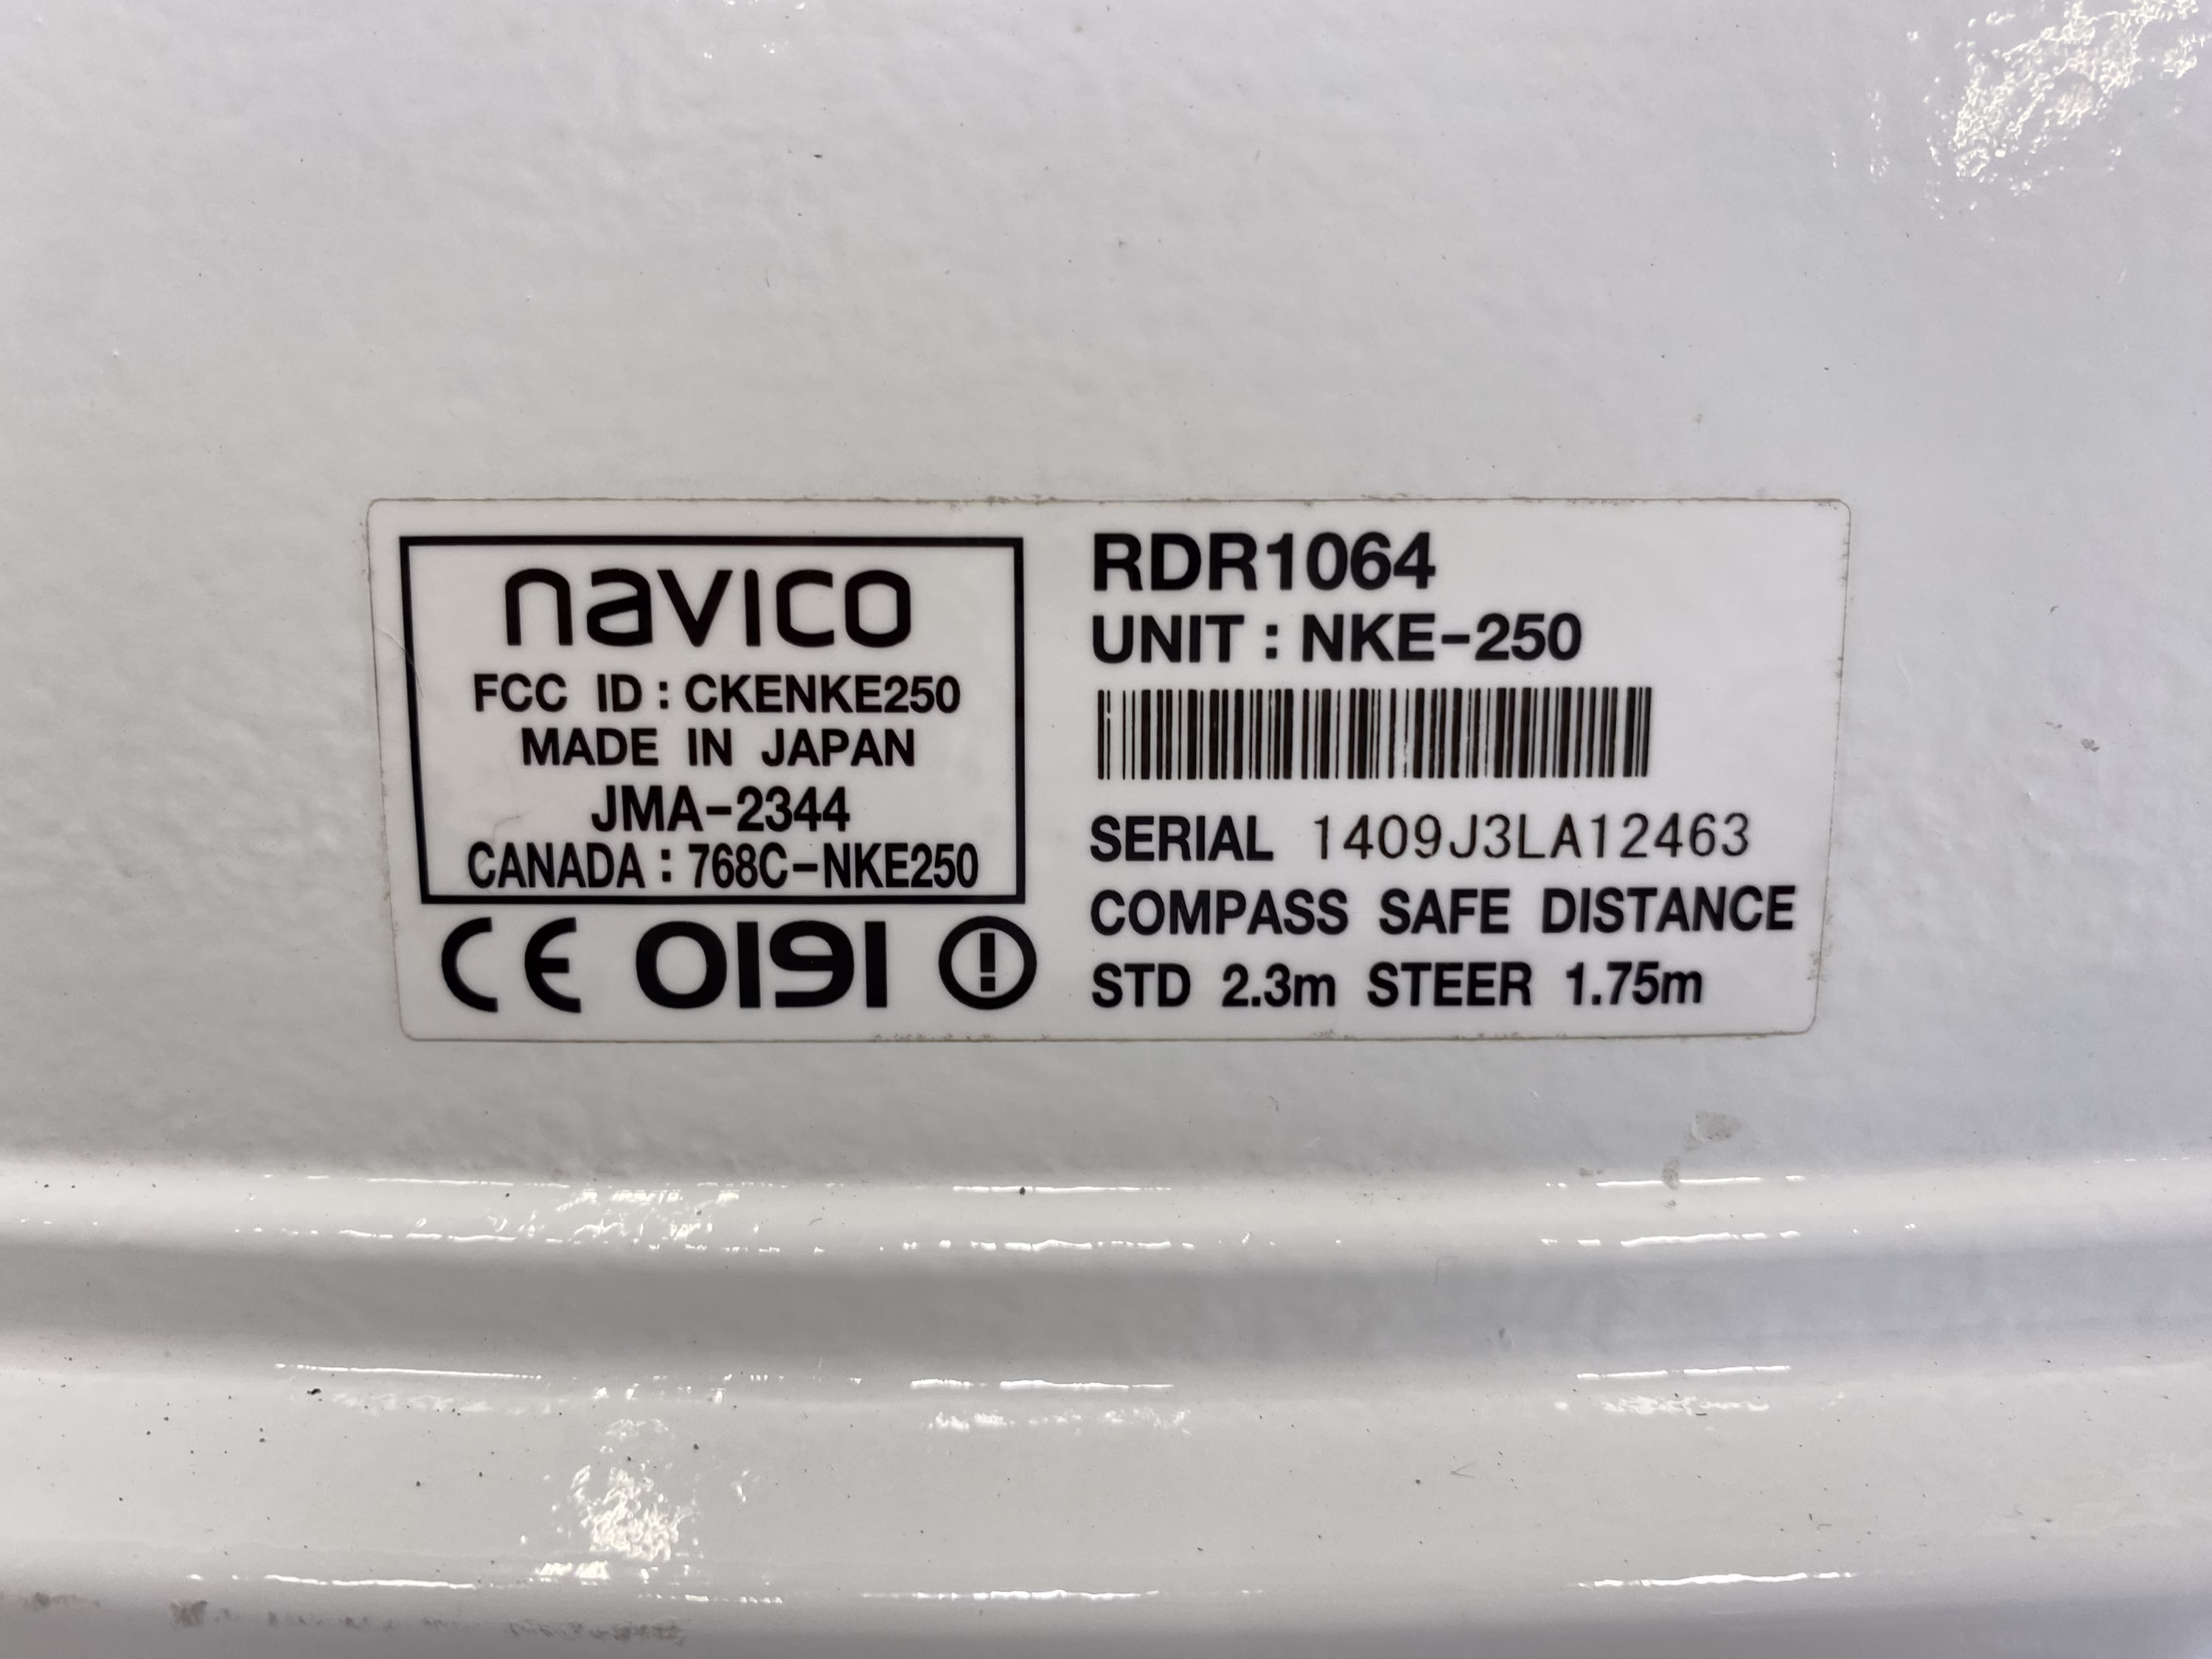 navico
FCC ID : CKENKE250
MADE IN JAPAN
JMA-2344
CANADA : 768C-NKE250
CE 0191 !
RDR1064
UNIT : NKE-250
SERIAL 1409J3LA12463
COMPASS SAFE DISTANCE
STD 2.3m STEER 1.75m